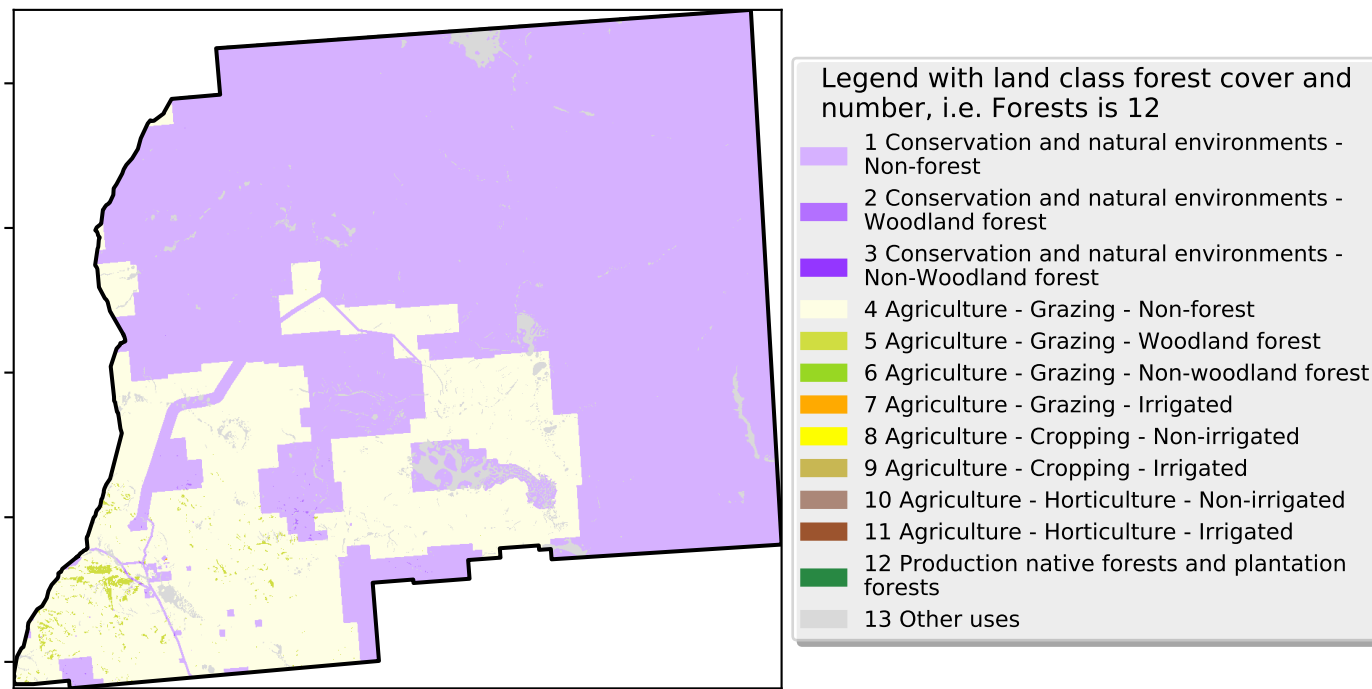 Legend with land class forest cover and
number, i.e. Forests is 12
1 Conservation and natural environments -
Non-forest
2 Conservation and natural environments -
Woodland forest
3 Conservation and natural environments -
Non-Woodland forest
4 Agriculture - Grazing - Non-forest
5 Agriculture - Grazing - Woodland forest
6 Agriculture - Grazing - Non-woodland forest
7 Agriculture - Grazing - Irrigated
8 Agriculture - Cropping - Non-irrigated
9 Agriculture - Cropping - Irrigated
10 Agriculture - Horticulture - Non-irrigated
11 Agriculture - Horticulture - Irrigated
12 Production native forests and plantation
forests
13 Other uses